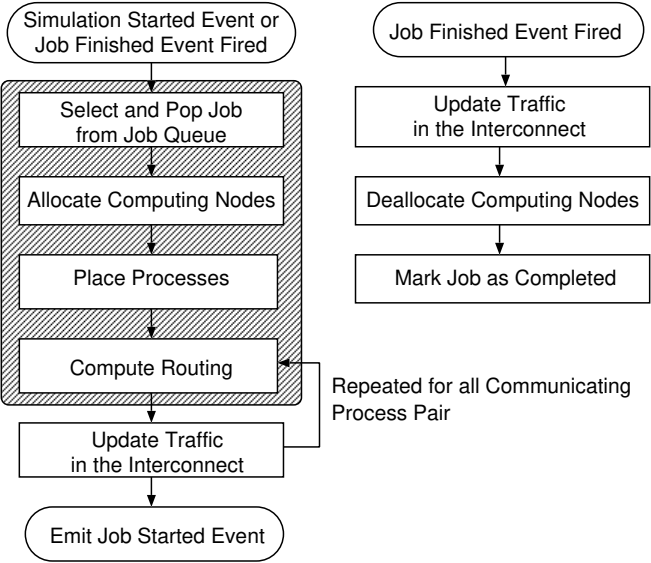 Simulation Started Event or
Job Finished Event Fired
Select and Pop Job
from Job Queue
Allocate Computing Nodes
Place Processes
Compute Routing
Repeated for all Communicating
Process Pair
Update Traffic
in the Interconnect
Emit Job Started Event
Job Finished Event Fired
Update Traffic
in the Interconnect
Deallocate Computing Nodes
Mark Job as Completed